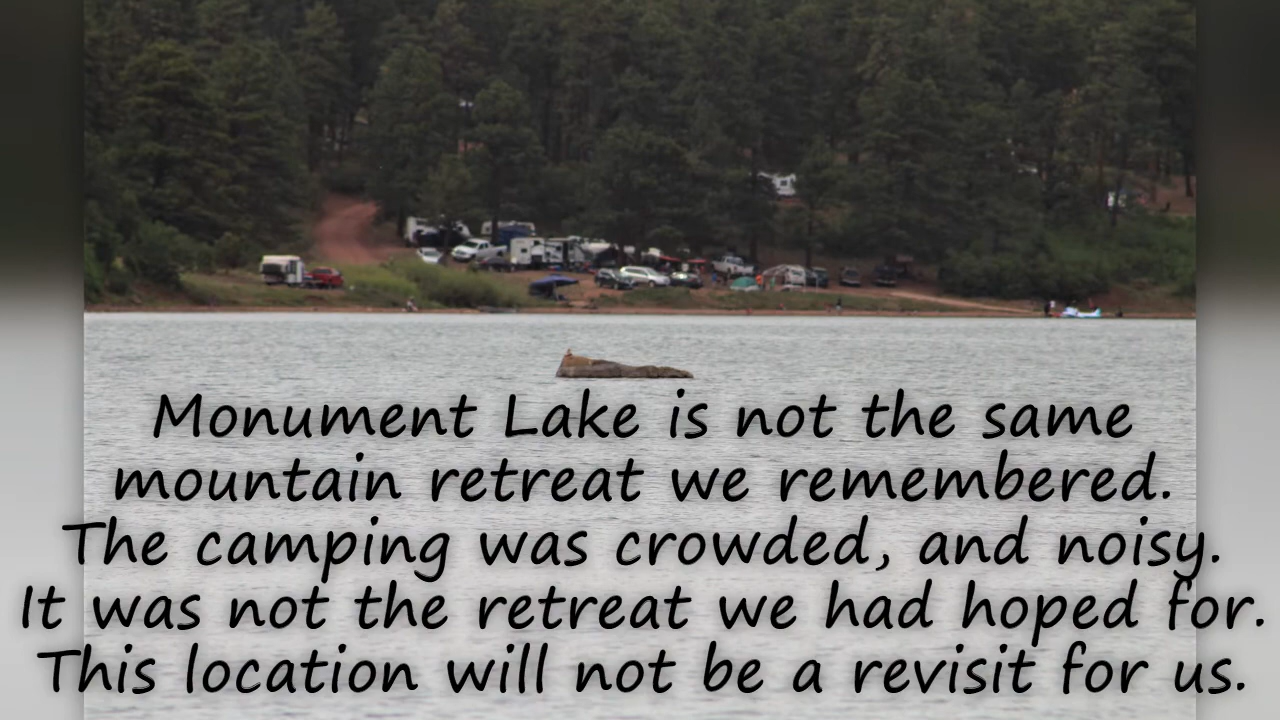 Monument Lake is not the same
mountain retreat we remembered.
The camping was crowded, and noisy.
It was not the retreat we had hoped for.
This location will not be a revisit for us.